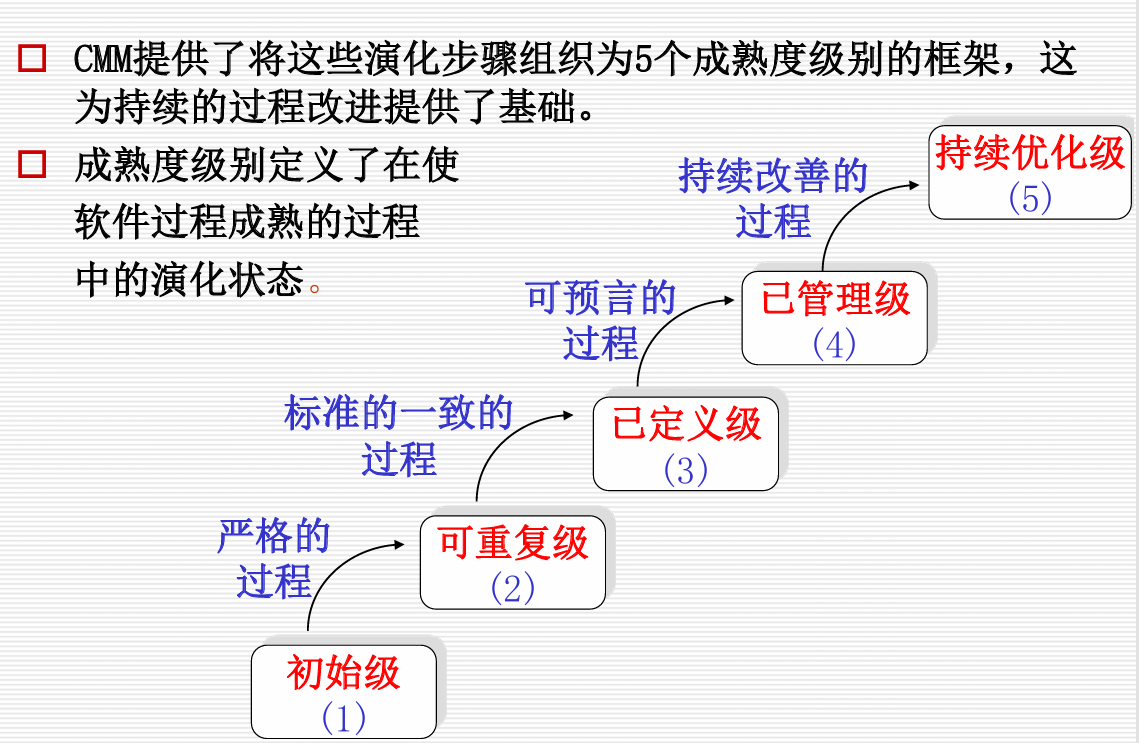 CMM提供了将这些演化步骤组织为5个成熟度级别的框架，这
为持续的过程改进提供了基础。
成熟度级别定义了在使
软件过程成熟的过程
中的演化状态。
持续优化级
(5)
持续改善的
过程
已管理级
(4)
可预言的
过程
已定义级
(3)
标准的一致的
过程
可重复级
(2)
严格的
过程
初始级
(1)